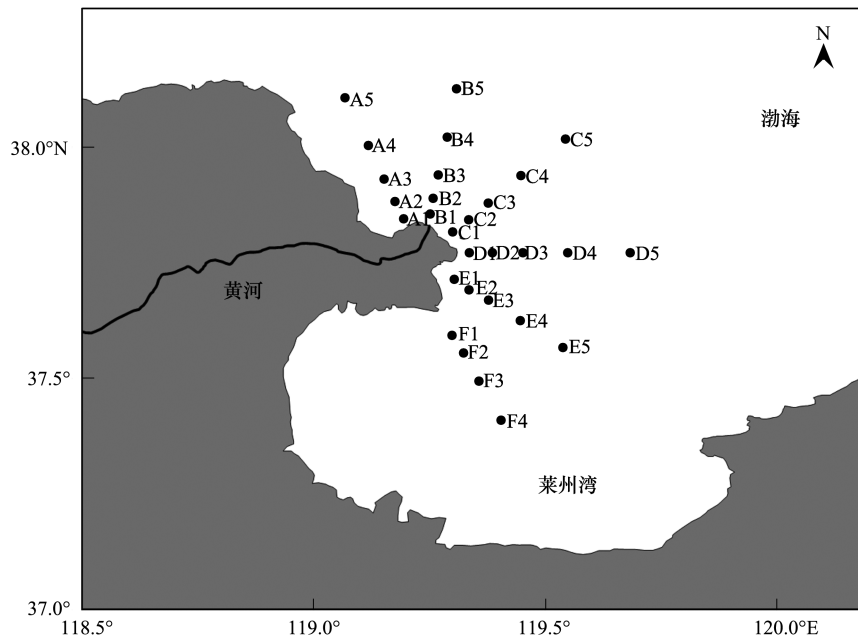 N
B5
A5
渤海
B4
C5
38.0°N
A4
B3
C4
A3
B2
C3
A2
B1
A1
C2
C1
D1
D2
D3
D4
D5
E1
黄河
E2
E3
E4
F1
E5
F2
37.5°
F3
F4
莱州湾
37.0°
118.5°
119.0°
119.5°
120.0°E